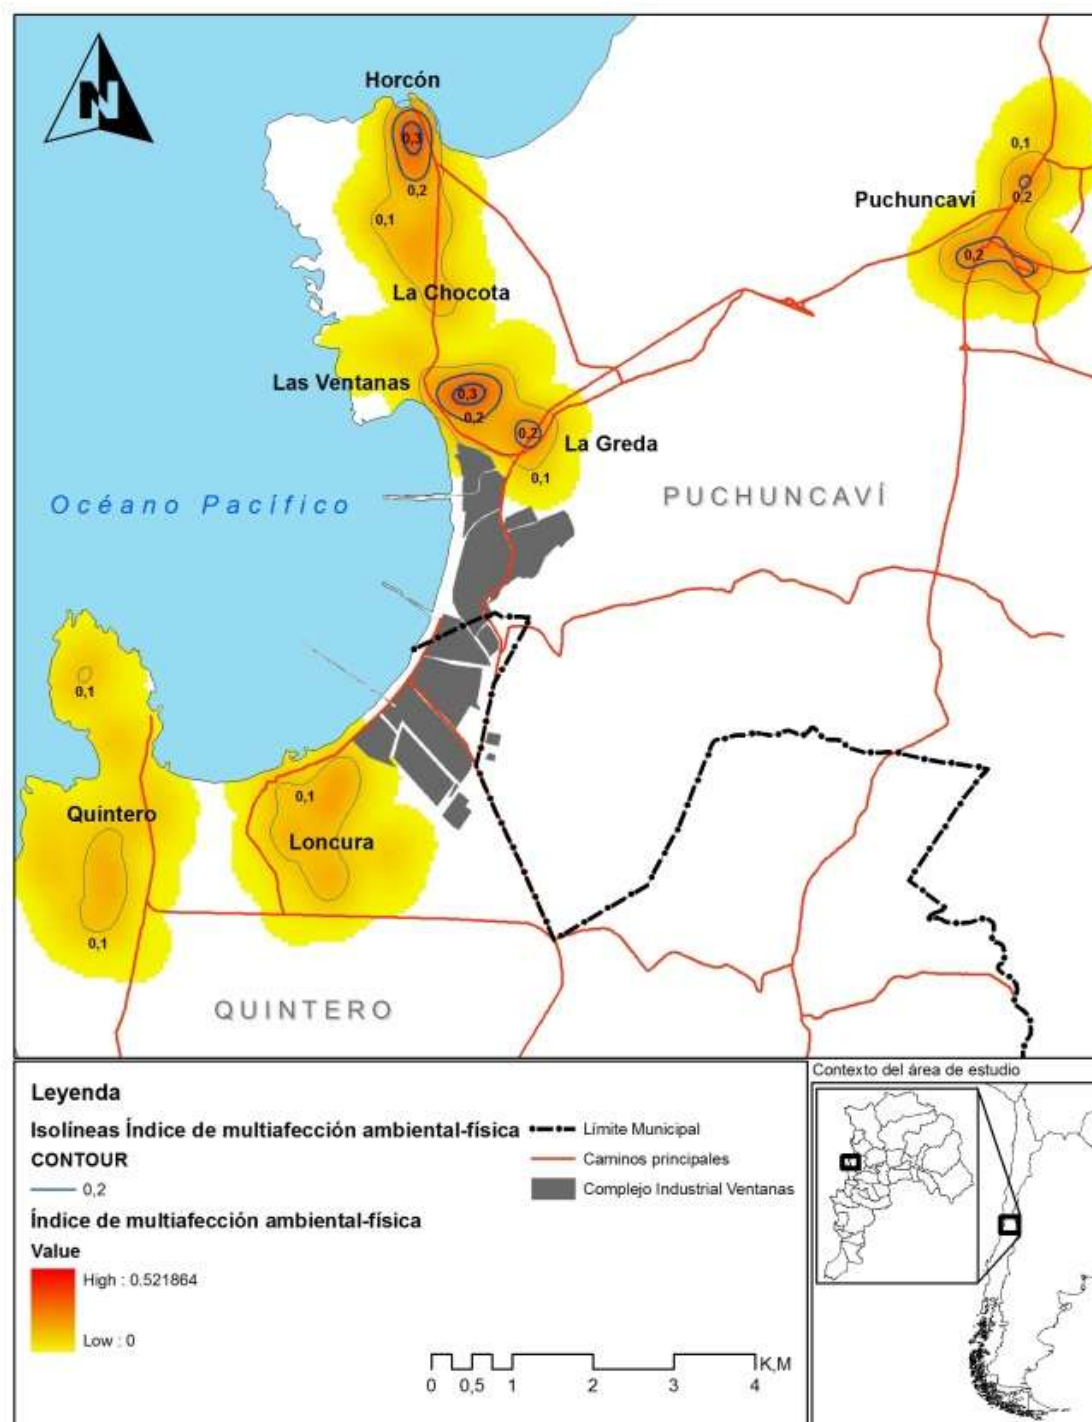 N
Horcón
0,3
0,2
0,1
0,1
0,2
Puchuncaví
0,2
La Chocota
Las Ventanas
0,3
0,2
0,2
La Greda
0,1
PUCHUNCAVÍ
Océano Pacífico
0,1
0,1
Quintero
Loncura
0,1
QUINTERO
Leyenda
Isolíneas Índice de multiafección ambiental-física
CONTOUR
0,2
Índice de multiafección ambiental-física
Value
High : 0.521864
Low : 0
Límite Municipal
Caminos principales
Complejo Industrial Ventanas
K,M
0 0,5 1 2 3 4
Contexto del área de estudio